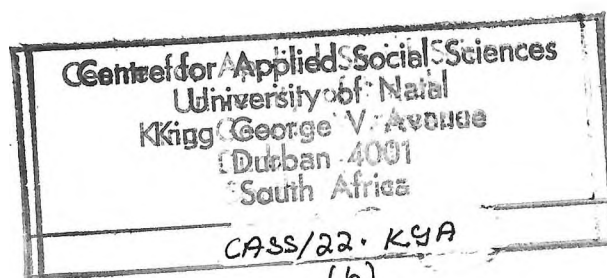 Centre for Applied Social Sciences
University of Natal
King George V. Avenue
Durban 4001
South Africa
CASS/22. KYA
(b)